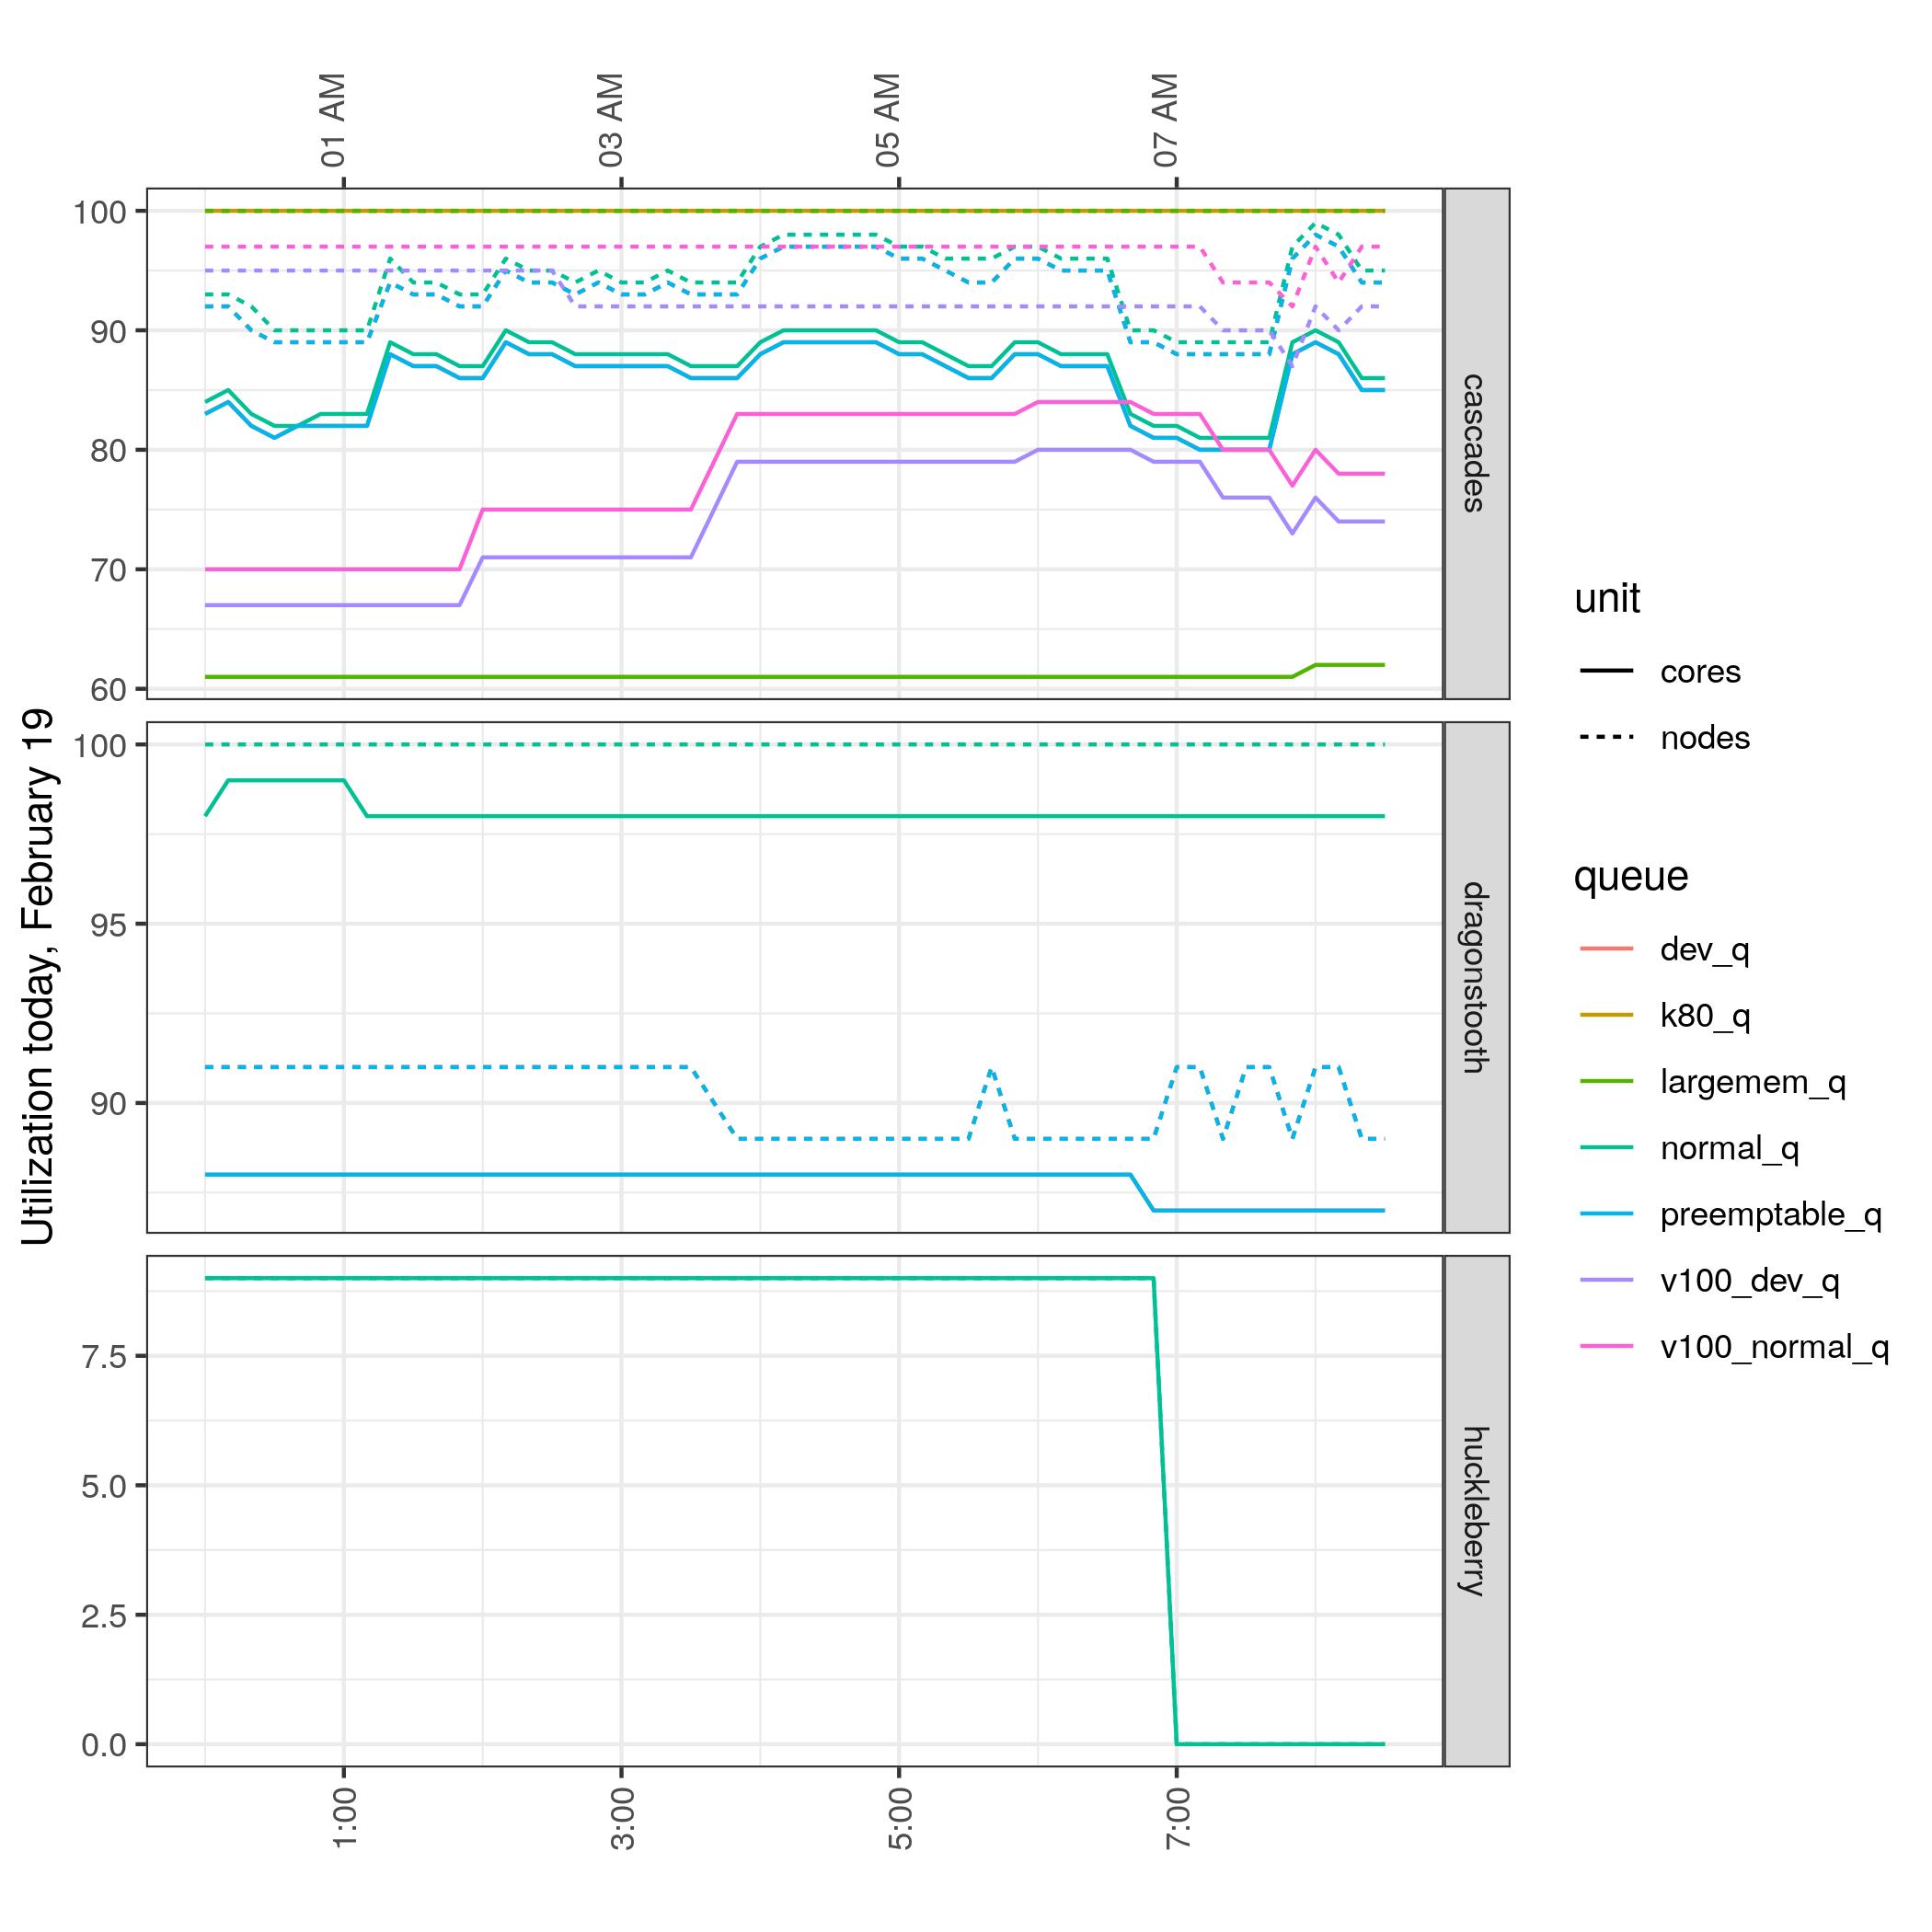 01 AM
03 AM
05 AM
07 AM
Utilization today, February 19
100
90
80
70
60
cascades
100
95
90
dragonstooth
7.5
5.0
2.5
0.0
huckleberry
1:00
3:00
5:00
7:00
unit
cores
nodes
queue
dev_q
k80_q
largemem_q
normal_q
preemptable_q
v100_dev_q
v100_normal_q